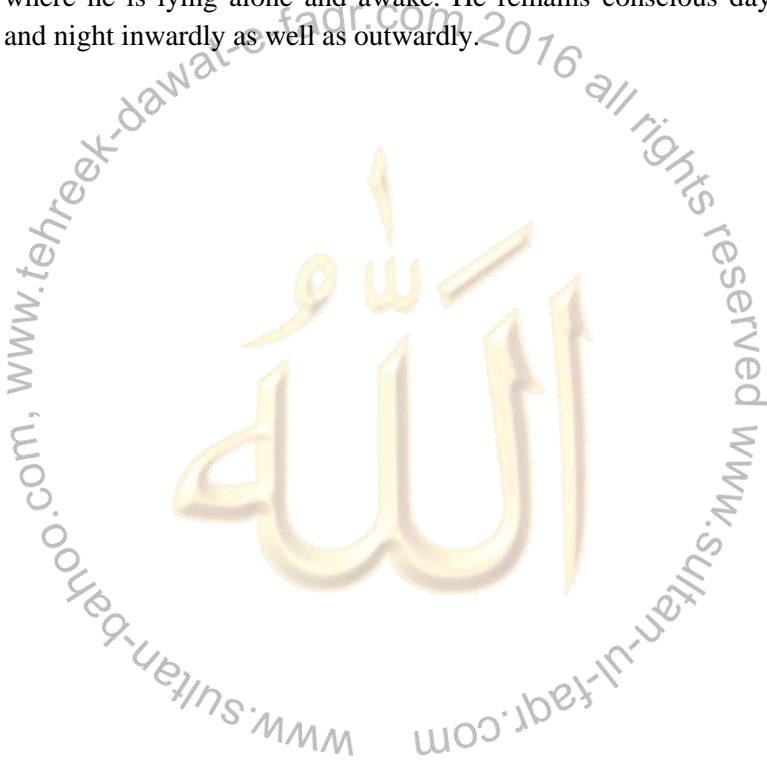 where he is lying alone and awake. He remains conscious day
and night inwardly as well as outwardly.
www.sultan-bahoo.com, www.tehreek-dawat-e-faqr.com 2016 all rights reserved www.sultan-ul-faqr.com
الله